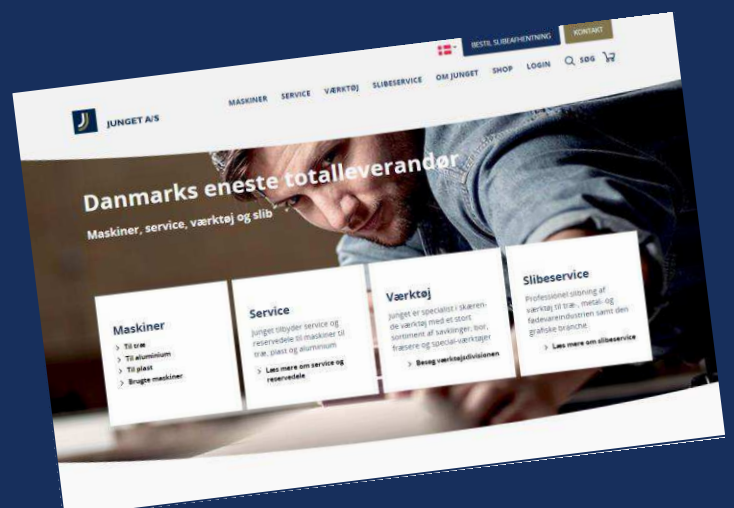 BESTIL SLIBEAFHENTNING
KONTAKT
JUNGET A/S
MASKINER
SERVICE
VÆRKTØJ
SLIBESERVICE
OM JUNGET
SHOP
LOGIN
SØG
Danmarks eneste totalleverandør
Maskiner, service, værktøj og slib
Maskiner
Til træ
Til aluminium
Til plast
Brugte maskiner
Service
Junget tilbyder service og
reservedele til maskiner til
træ, plast og aluminium
Læs mere om service og
reservedele
Værktøj
Junget er specialist i skæren-
de værktøj med et stort
sortiment af savklinger, bor,
fræsere og special-værktøjer
Besøg værktøjsdivisionen
Slibeservice
Professionel slibning af
værktøj til træ-, metal- og
fødevareindustrien samt den
grafiske branche.
Læs mere om slibeservice